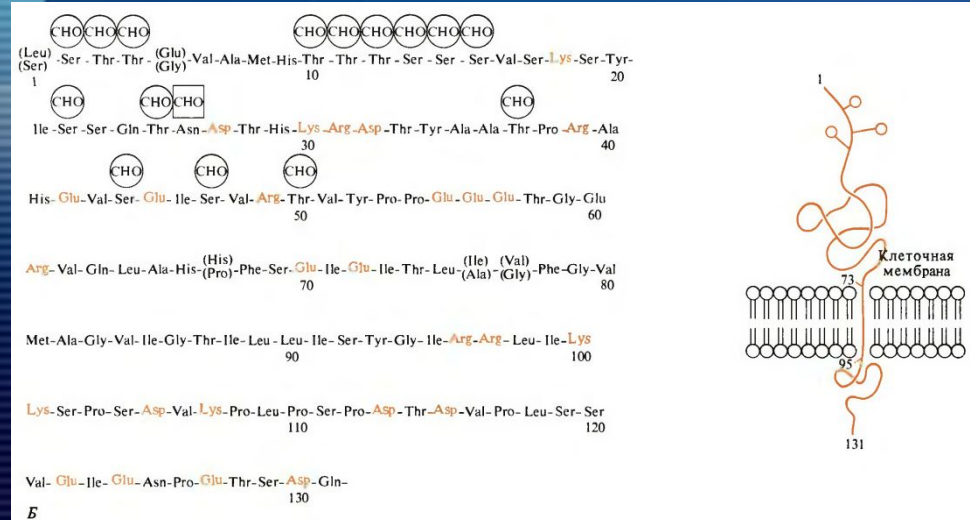 CHO CHO CHO CHO CHO CHO CHO CHO CHO
(Leu) (Glu)
(Ser) -Ser - Thr - Thr - (Gly) -Val-Ala-Met-His-Thr-Thr-Thr-Ser-Ser-Ser-Val-Ser-Lys-Ser-Tyr-
1 10 20
CHO CHO CHO CHO
Ile-Ser-Ser-Gln-Thr-Asn-Asp-Thr-His-Lys-Arg-Asp-Thr-Tyr-Ala-Ala-Thr-Pro-Arg-Ala
30 40
CHO CHO CHO
His-Glu-Val-Ser-Glu-Ile-Ser-Val-Arg-Thr-Val-Tyr-Pro-Pro-Glu-Glu-Glu-Thr-Gly-Glu
50 60
(His) (Ile) (Val)
Arg-Val-Gln-Leu-Ala-His-(Pro)-Phe-Ser-Glu-Ile-Glu-Ile-Thr-Leu-(Ala)-(Gly)-Phe-Gly-Val
70 80
Met-Ala-Gly-Val-Ile-Gly-Thr-Ile-Leu-Leu-Ile-Ser-Tyr-Gly-Ile-Arg-Arg-Leu-Ile-Lys
90 100
Lys-Ser-Pro-Ser-Asp-Val-Lys-Pro-Leu-Pro-Ser-Pro-Asp-Thr-Asp-Val-Pro-Leu-Ser-Ser
110 120
Val-Glu-Ile-Glu-Asn-Pro-Glu-Thr-Ser-Asp-Gln-
130
Б
1
Клеточная
мембрана
73
95
131